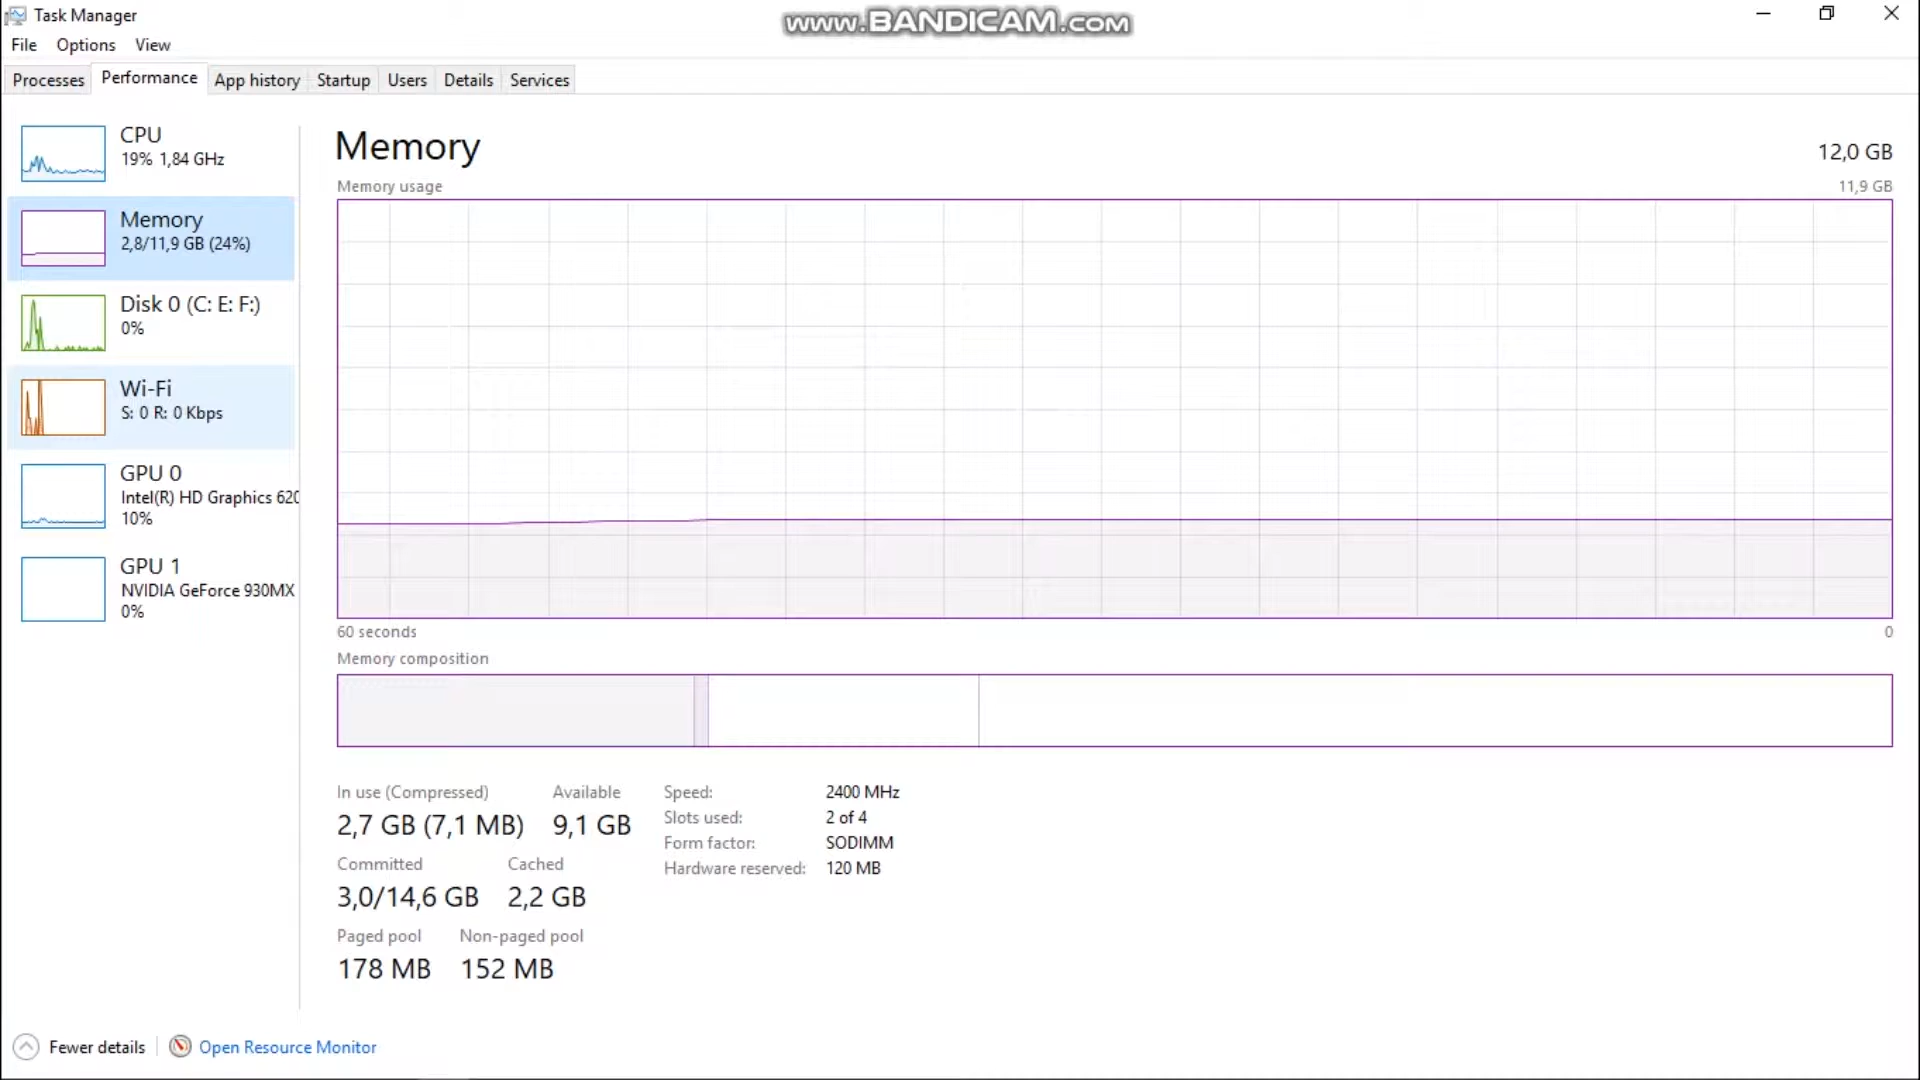 Task Manager
www.BANDICAM.com
File Options View
Processes Performance App history Startup Users Details Services
CPU
19% 1,84 GHz
Memory
2,8/11,9 GB (24%)
Disk 0 (C: E: F:)
0%
Wi-Fi
S: 0 R: 0 Kbps
GPU 0
Intel(R) HD Graphics 620
10%
GPU 1
NVIDIA GeForce 930MX
0%
Memory
12,0 GB
Memory usage
11,9 GB
60 seconds
0
Memory composition
In use (Compressed)
2,7 GB (7,1 MB)
Available
9,1 GB
Committed
3,0/14,6 GB
Cached
2,2 GB
Paged pool
178 MB
Non-paged pool
152 MB
Speed: 2400 MHz
Slots used: 2 of 4
Form factor: SODIMM
Hardware reserved: 120 MB
Fewer details
Open Resource Monitor